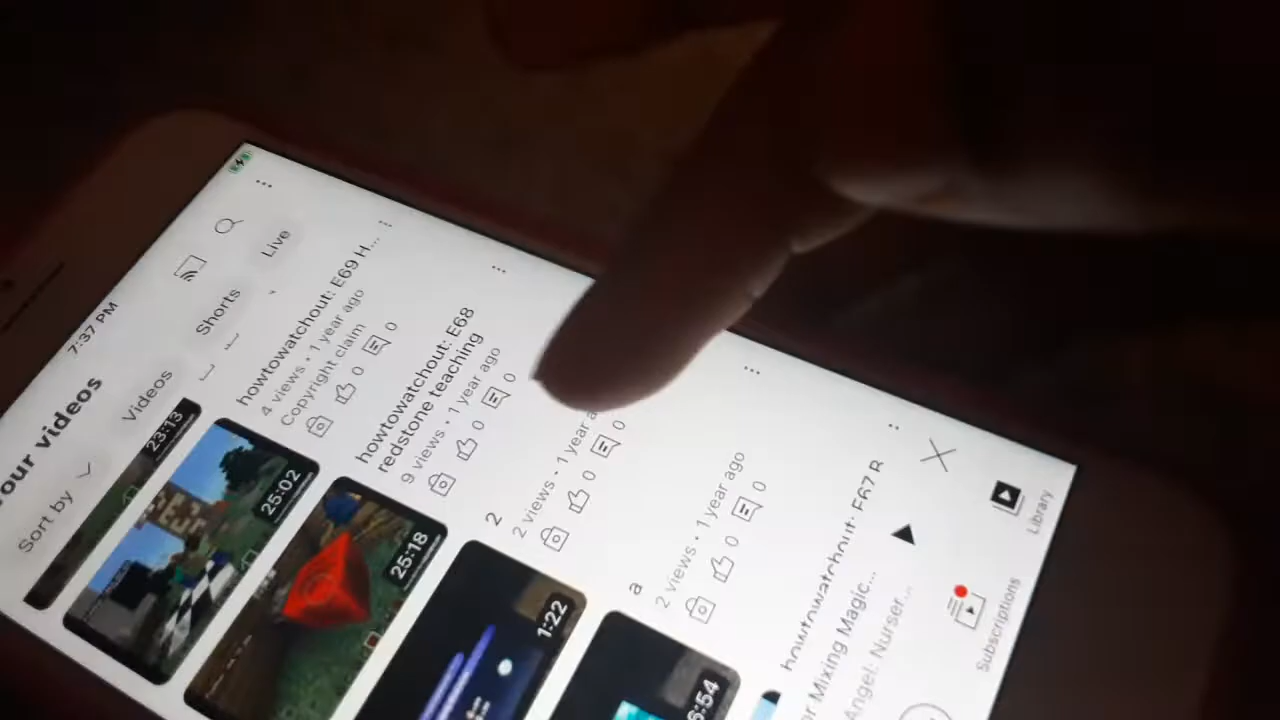 7:37 PM
our videos
Videos
Shorts
Live
Sort by
23:13
howtowatchout: E69 H...
4 views • 1 year ago
Copyright claim
0
0
25:02
howtowatchout: E68
redstone teaching
9 views • 1 year ago
0
0
25:18
2
2 views • 1 year a
0
0
1:22
a
2 views • 1 year ago
0
0
6:54
howtowatchout: E67 R
or Mixing Magic...
Angel: Nurser...
Subscriptions
Library